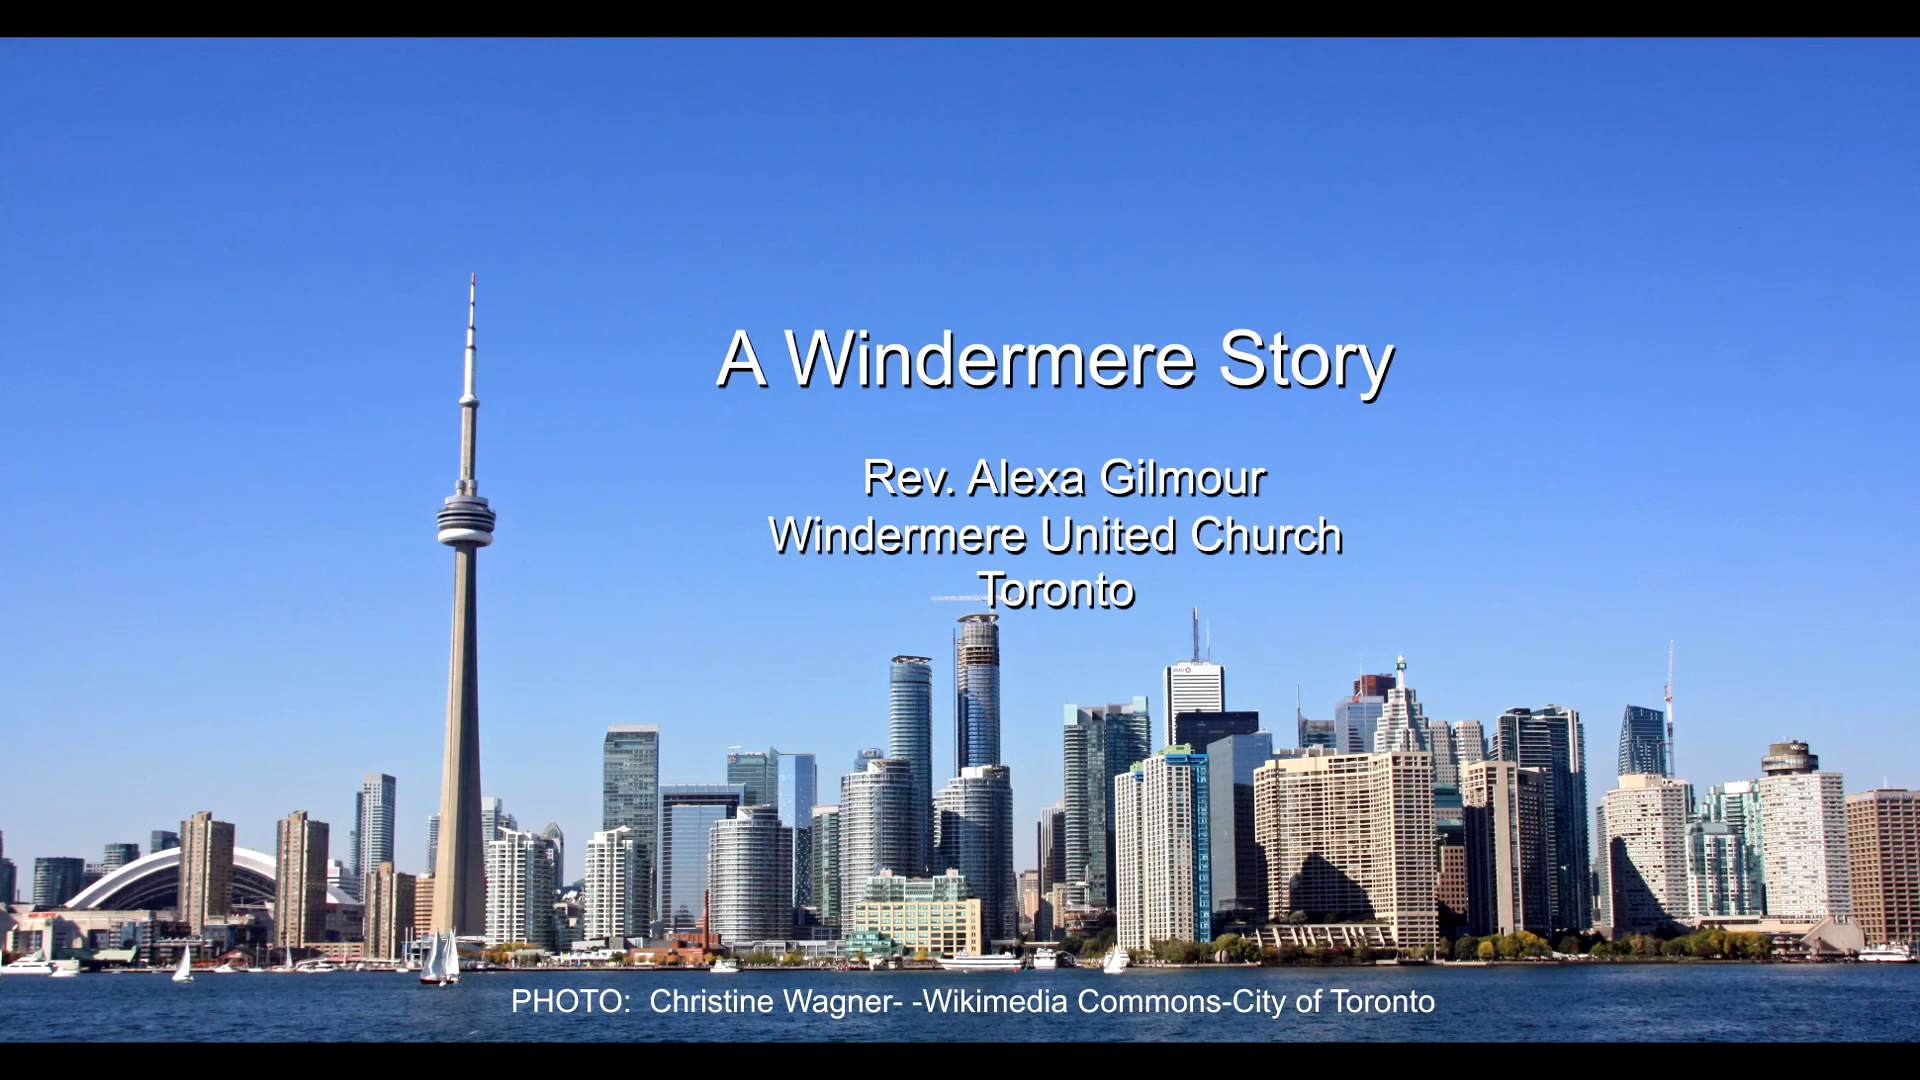 A Windermere Story
Rev. Alexa Gilmour
Windermere United Church
Toronto
PHOTO:  Christine Wagner- -Wikimedia Commons-City of Toronto